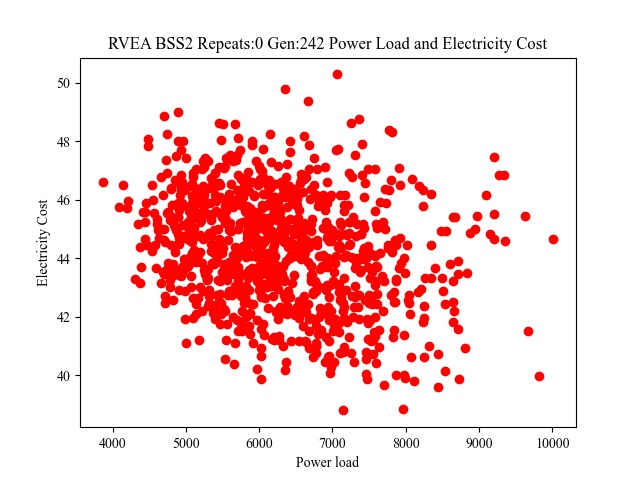 RVEA BSS2 Repeats:0 Gen:242 Power Load and Electricity Cost
50
48
46
44
42
40
Electricity Cost
4000 5000 6000 7000 8000 9000 10000
Power load